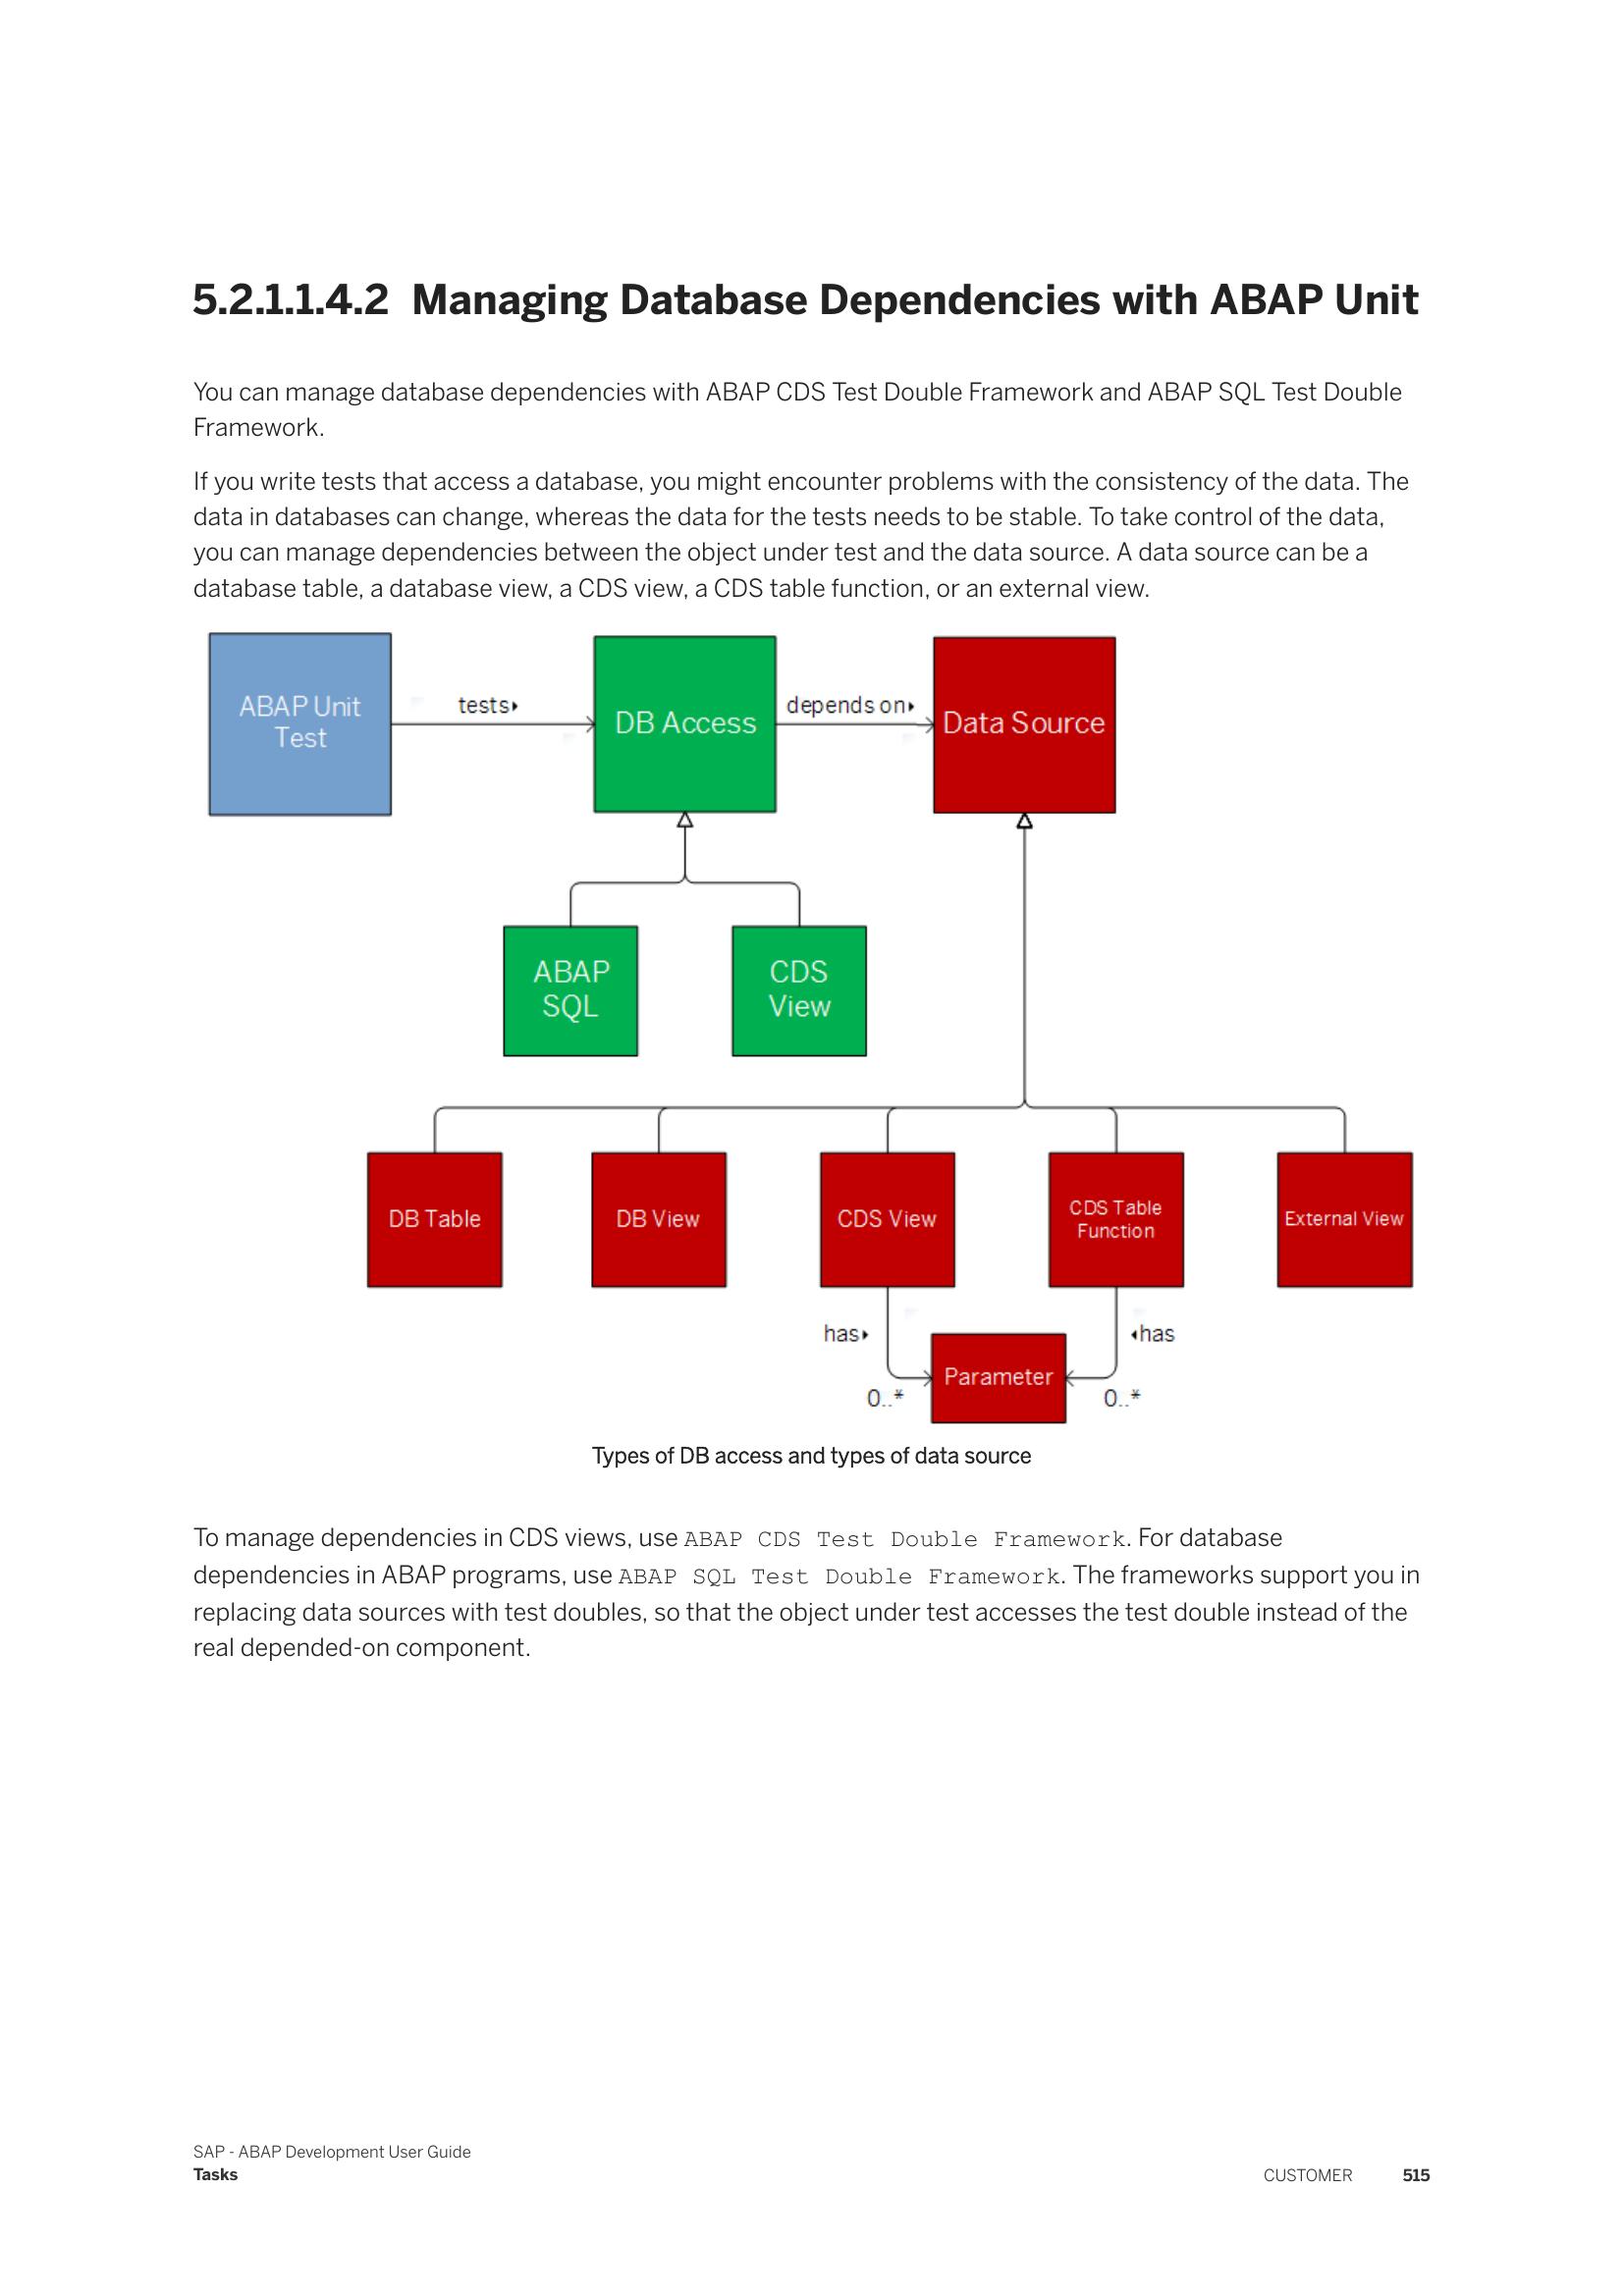 5.2.1.1.4.2 Managing Database Dependencies with ABAP Unit
You can manage database dependencies with ABAP CDS Test Double Framework and ABAP SQL Test Double
Framework.
If you write tests that access a database, you might encounter problems with the consistency of the data. The
data in databases can change, whereas the data for the tests needs to be stable. To take control of the data,
you can manage dependencies between the object under test and the data source. A data source can be a
database table, a database view, a CDS view, a CDS table function, or an external view.
ABAP Unit
Test
tests▸
DB Access
depends on▸
Data Source
ABAP
SQL
CDS
View
DB Table
DB View
CDS View
CDS Table
Function
External View
has▸
◂has
Parameter
0..*
0..*
Types of DB access and types of data source
To manage dependencies in CDS views, use ABAP CDS Test Double Framework. For database
dependencies in ABAP programs, use ABAP SQL Test Double Framework. The frameworks support you in
replacing data sources with test doubles, so that the object under test accesses the test double instead of the
real depended-on component.
SAP - ABAP Development User Guide
Tasks
CUSTOMER 515